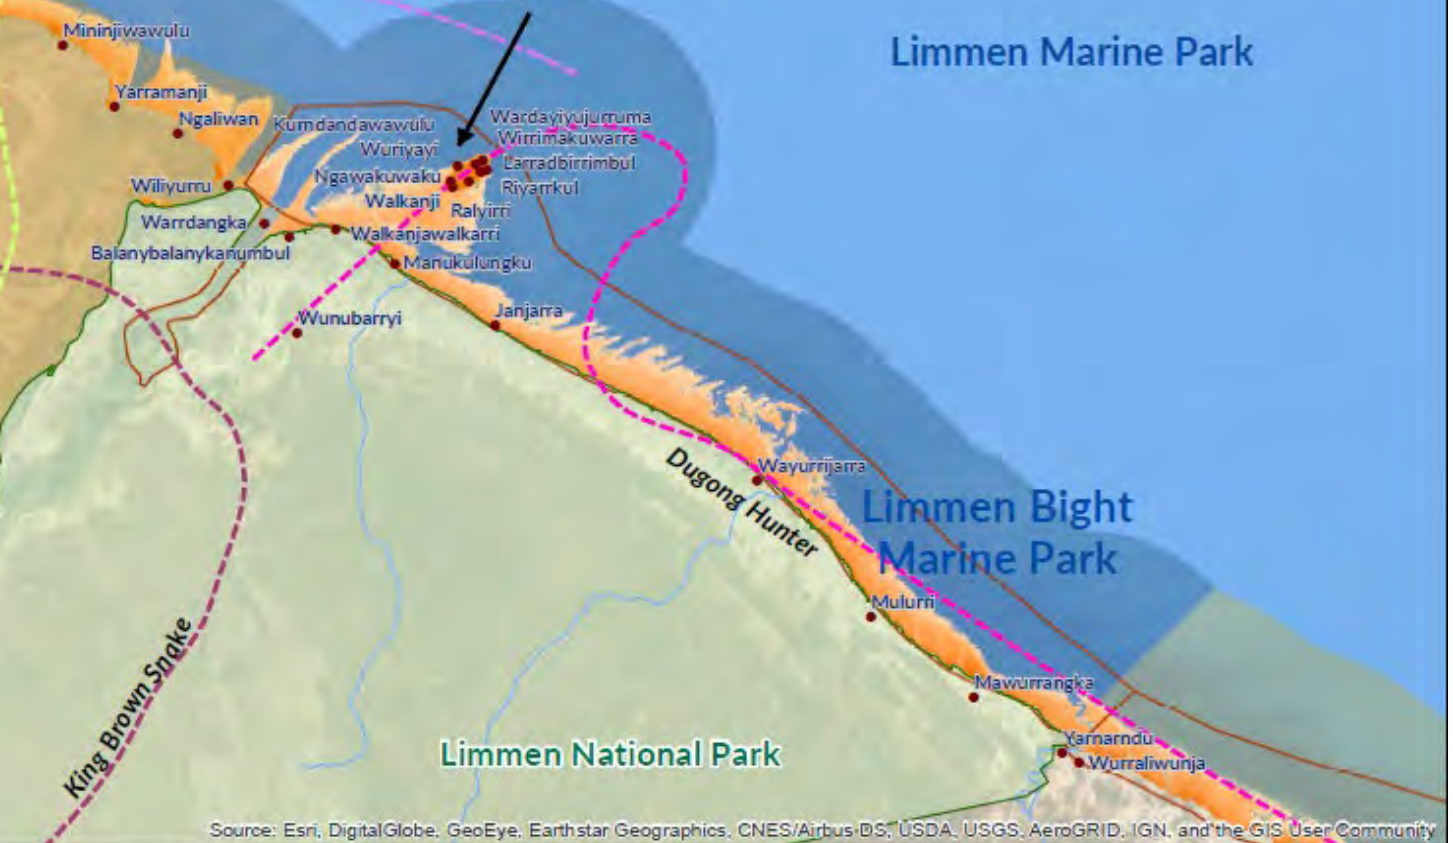 Mininjiwawulu
Limmen Marine Park
Yarramanji
Ngaliwan
Kurndandawawulu
Wardayiyujurruma
Wirrimakuwarra
Wuriyayi
Larradbirrimbul
Ngawakuwaku
Riyarrkul
Wiliyurru
Walkanji
Ralyirri
Warrdangka
Walkanjawalkarri
Balanybalanykanumbul
Manukulungku
Janjarra
Wunubarryi
Wayurrijarra
Dugong Hunter
Limmen Bight
Marine Park
Mulurri
King Brown Snake
Mawurrangka
Yarnarndu
Limmen National Park
Wurraliwunja
Source: Esri, DigitalGlobe, GeoEye, Earthstar Geographics, CNES/Airbus DS, USDA, USGS, AeroGRID, IGN, and the GIS User Community